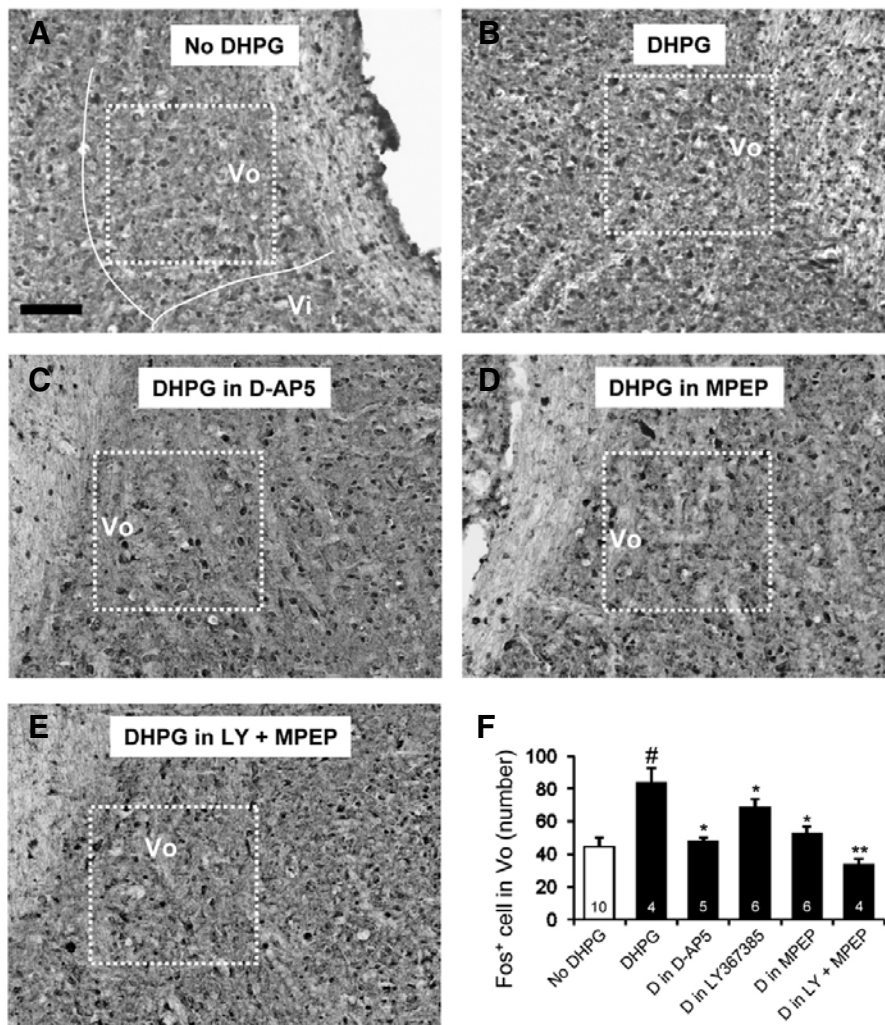 A
No DHPG
Vo
Vi
B
DHPG
Vo
C
DHPG in D-AP5
Vo
D
DHPG in MPEP
Vo
E
DHPG in LY + MPEP
Vo
F
Fos⁺ cell in Vo (number)
100
80
60
40
20
0
#
*
*
*
**
10
4
5
6
6
4
No DHPG
DHPG
D in D-AP5
D in LY367385
D in MPEP
D in LY + MPEP